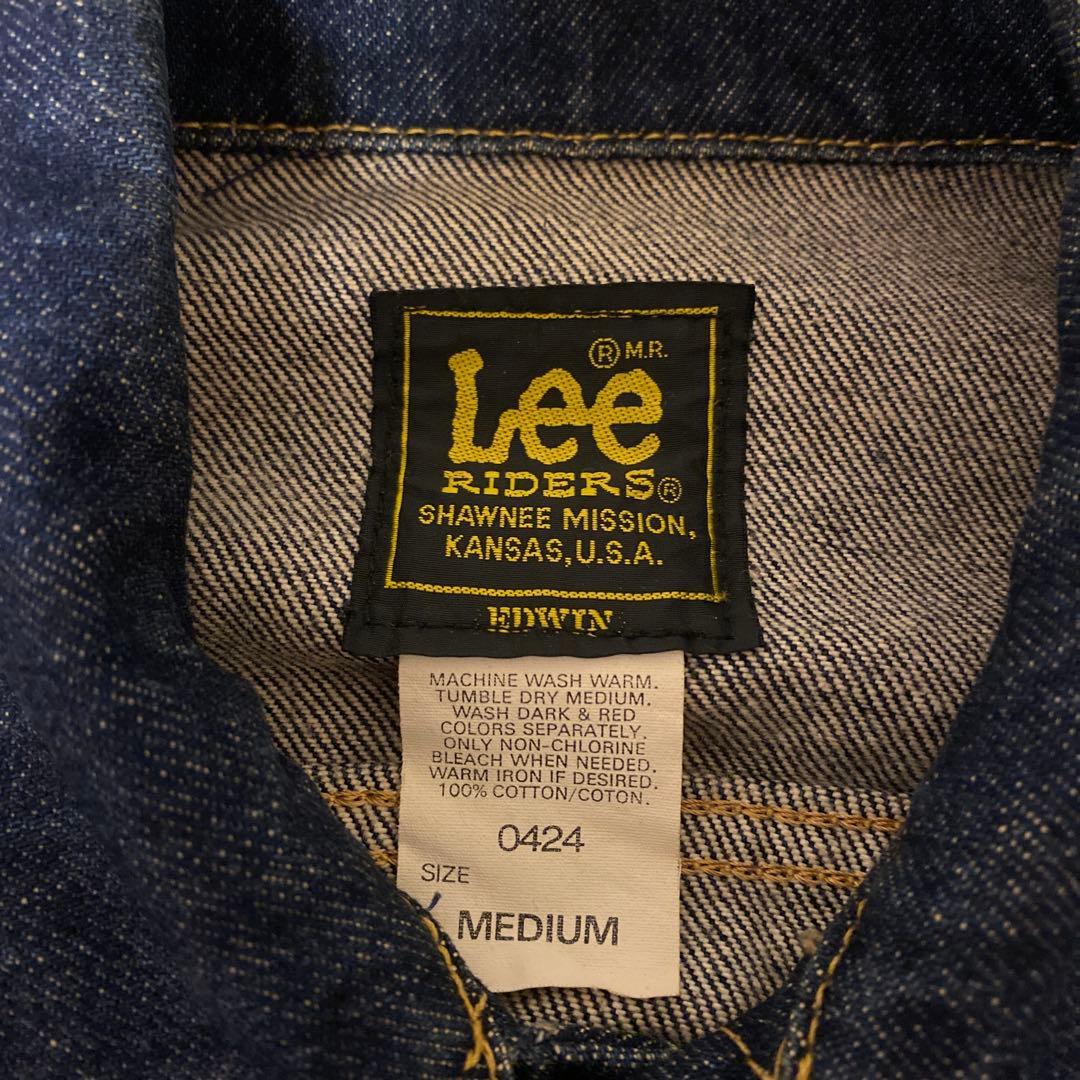 ® M.R.
Lee
RIDERS®
SHAWNEE MISSION,
KANSAS, U.S.A.
EDWIN
MACHINE WASH WARM.
TUMBLE DRY MEDIUM.
WASH DARK & RED
COLORS SEPARATELY.
ONLY NON-CHLORINE
BLEACH WHEN NEEDED.
WARM IRON IF DESIRED.
100% COTTON/COTON.
0424
SIZE
MEDIUM